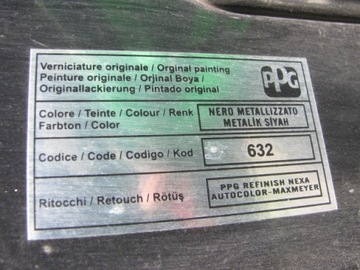 Verniciature originale / Orginal painting
Peinture originale / Orjinal Boya /
Originallackierung / Pintado original
PPG
Colore / Teinte / Colour / Renk
Farbton / Color
NERO METALLIZZATO
METALİK SİYAH
Codice / Code / Codigo / Kod
632
Ritocchi / Retouch / Rötüş
PPG REFINISH NEXA
AUTOCOLOR-MAXMEYER